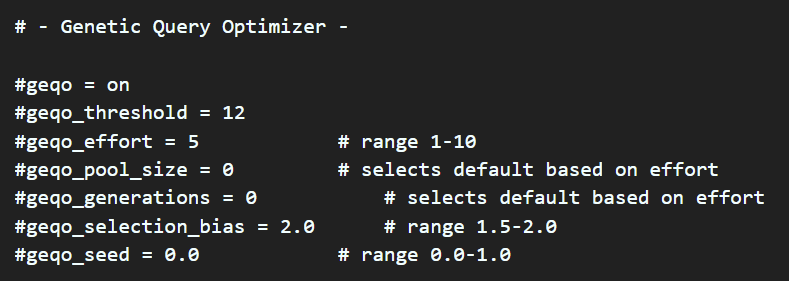 # - Genetic Query Optimizer -

#geqo = on
#geqo_threshold = 12
#geqo_effort = 5			# range 1-10
#geqo_pool_size = 0			# selects default based on effort
#geqo_generations = 0			# selects default based on effort
#geqo_selection_bias = 2.0		# range 1.5-2.0
#geqo_seed = 0.0			# range 0.0-1.0